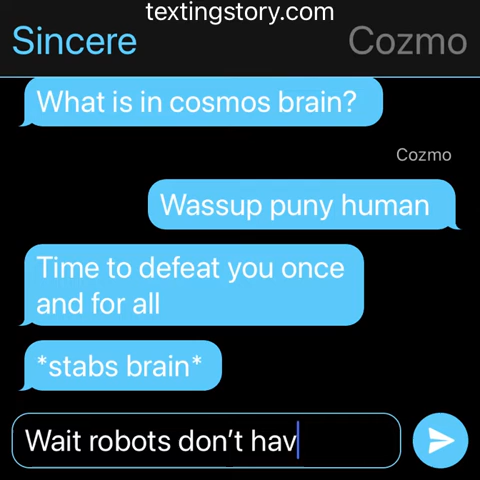 textingstory.com
Sincere
Cozmo
What is in cosmos brain?
Cozmo
Wassup puny human
Time to defeat you once
and for all
*stabs brain*
Wait robots don’t hav